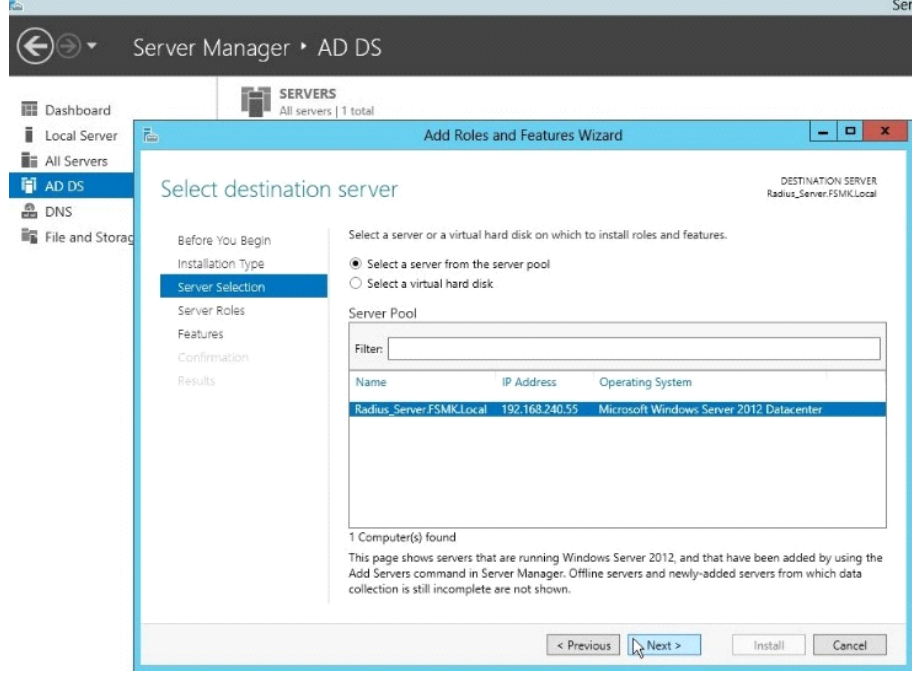 Ser
Server Manager ‣ AD DS
Dashboard
Local Server
All Servers
AD DS
DNS
File and Storag
SERVERS
All servers | 1 total
Add Roles and Features Wizard
Select destination server
DESTINATION SERVER
Radius_Server.FSMK.Local
Before You Begin
Installation Type
Server Selection
Server Roles
Features
Confirmation
Results
Select a server or a virtual hard disk on which to install roles and features.
Select a server from the server pool
Select a virtual hard disk
Server Pool
Filter:
Name IP Address Operating System
Radius_Server.FSMK.Local 192.168.240.55 Microsoft Windows Server 2012 Datacenter
1 Computer(s) found
This page shows servers that are running Windows Server 2012, and that have been added by using the
Add Servers command in Server Manager. Offline servers and newly-added servers from which data
collection is still incomplete are not shown.
< Previous Next > Install Cancel